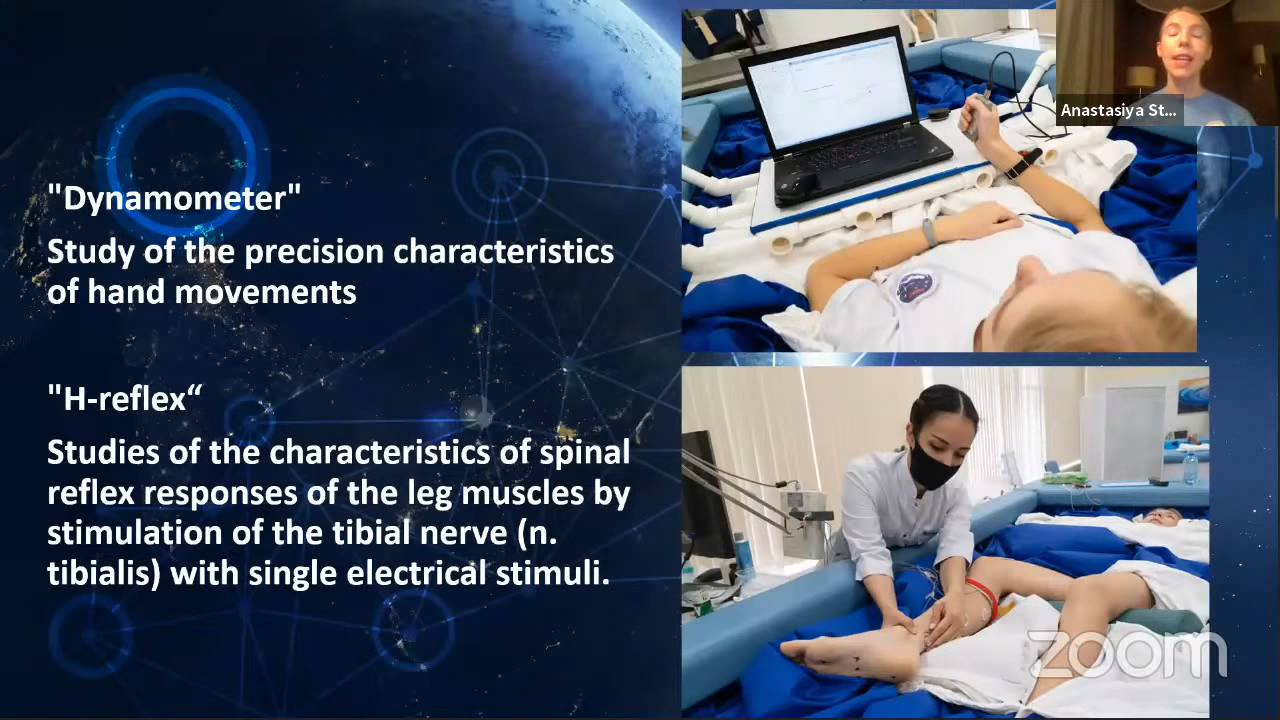 "Dynamometer"
Study of the precision characteristics
of hand movements
"H-reflex“
Studies of the characteristics of spinal
reflex responses of the leg muscles by
stimulation of the tibial nerve (n.
tibialis) with single electrical stimuli.
Anastasiya St...
zoom